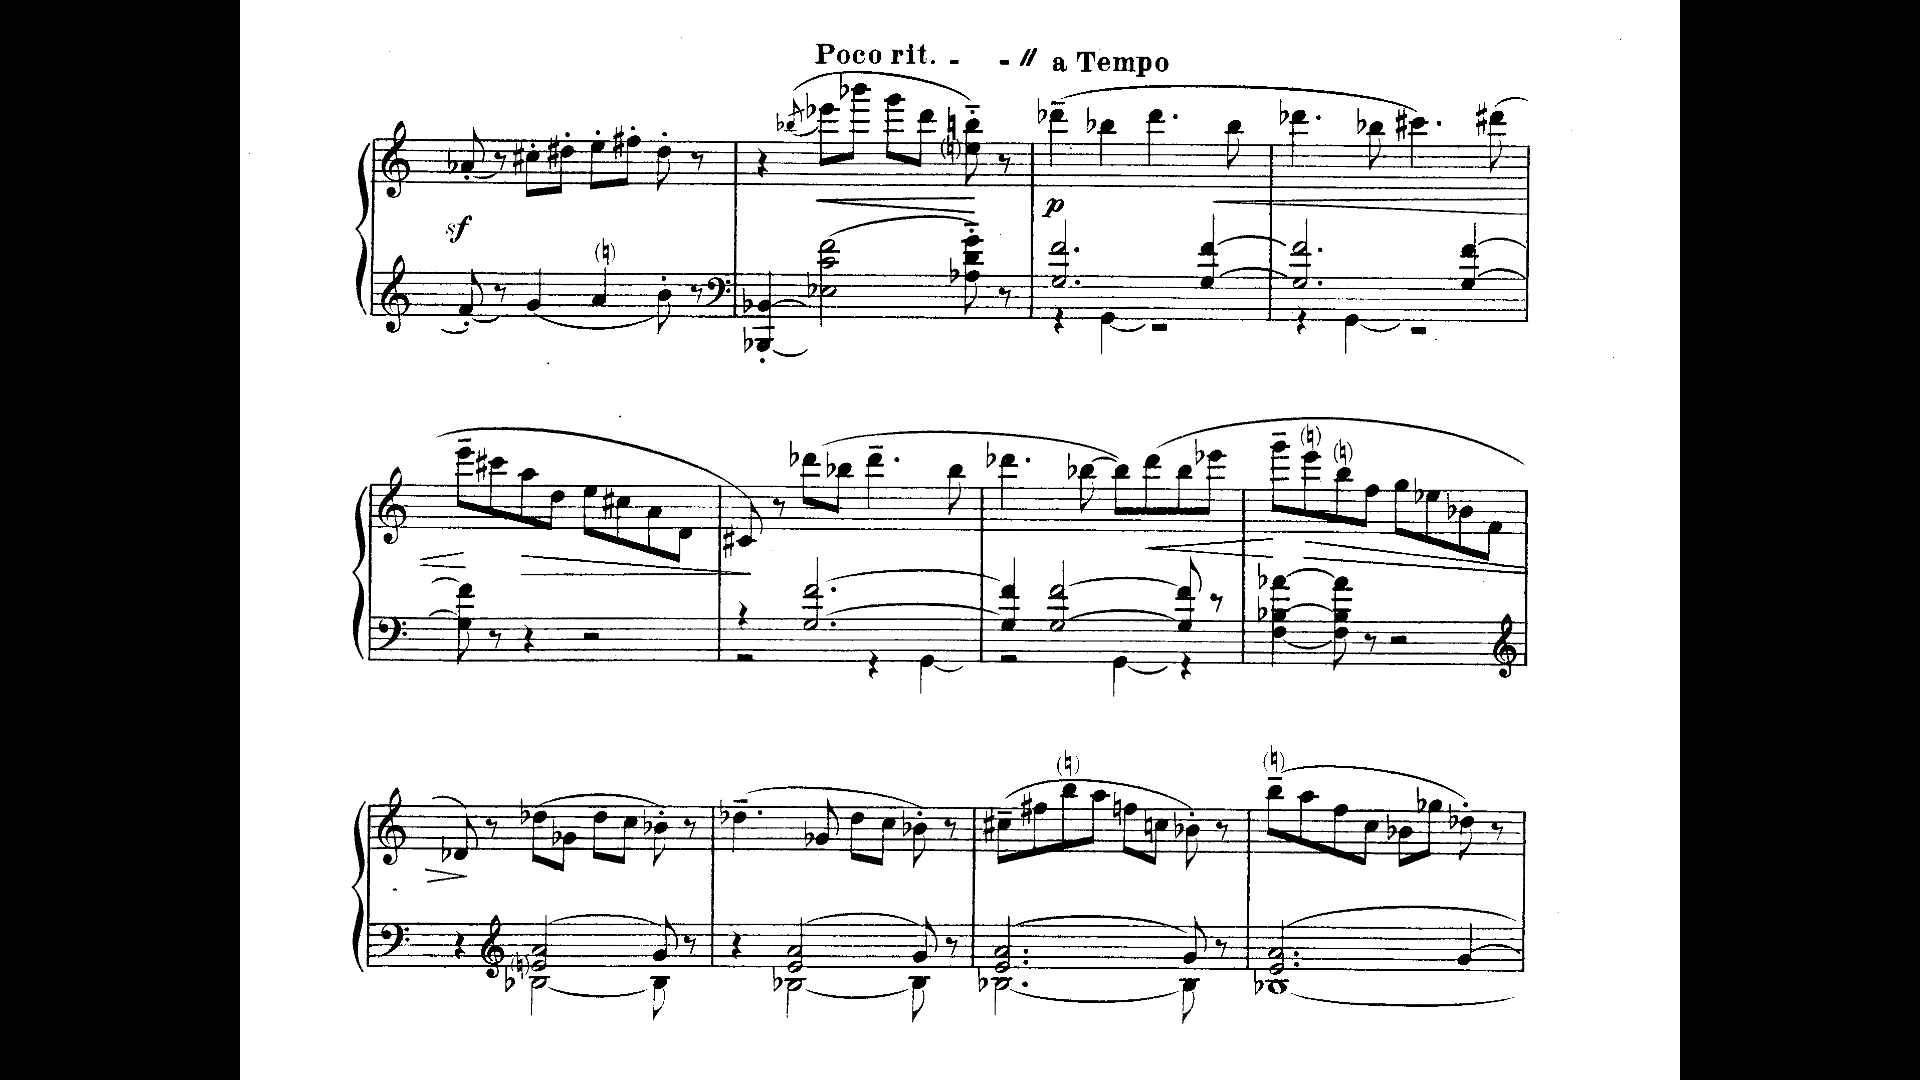 Poco rit. - - // a Tempo
sf
p